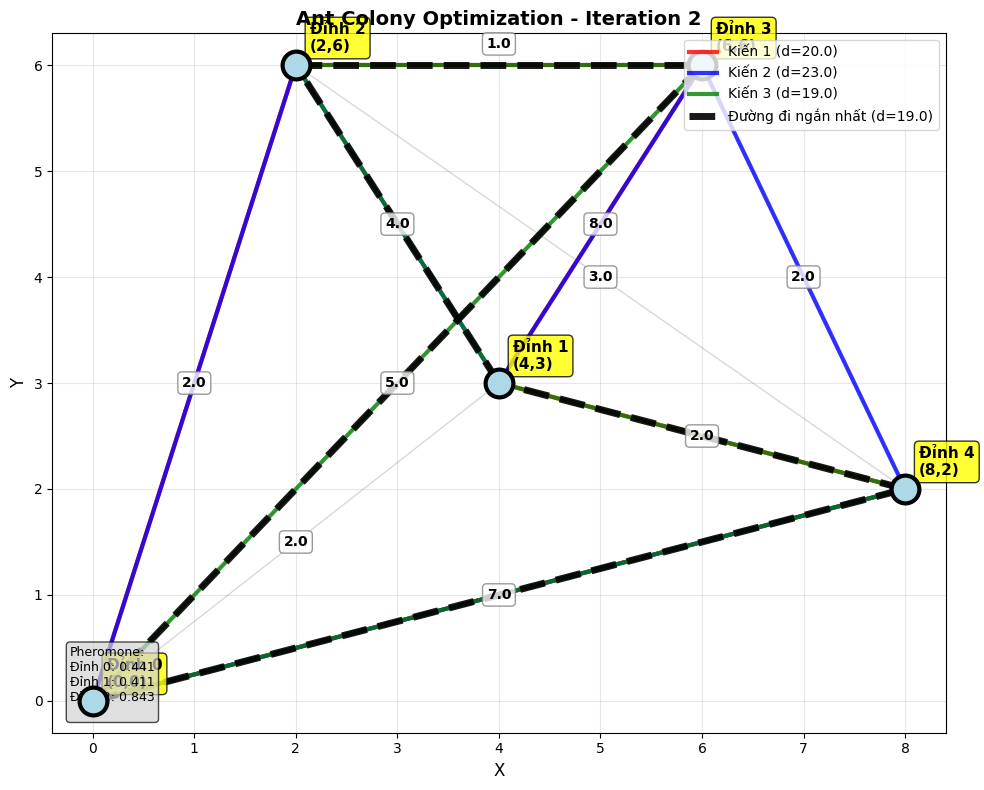 Ant Colony Optimization - Iteration 2
Đỉnh 2
(2,6)
Đỉnh 3
1.0
Kiến 1 (d=20.0)
Kiến 2 (d=23.0)
Kiến 3 (d=19.0)
Đường đi ngắn nhất (d=19.0)
4.0
8.0
3.0
2.0
Đỉnh 1
(4,3)
2.0
5.0
2.0
Đỉnh 4
(8,2)
2.0
7.0
Pheromone:
Đỉnh 0: 0.441
Đỉnh 1: 0.411
0.843
6
5
4
3
2
1
0
Y
0 1 2 3 4 5 6 7 8
X